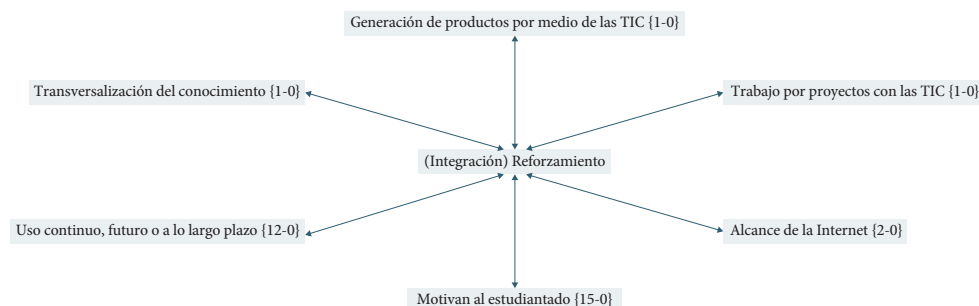 Generación de productos por medio de las TIC {1-0}
Transversalización del conocimiento {1-0}
Trabajo por proyectos con las TIC {1-0}
(Integración) Reforzamiento
Uso continuo, futuro o a lo largo plazo {12-0}
Alcance de la Internet {2-0}
Motivan al estudiantado {15-0}